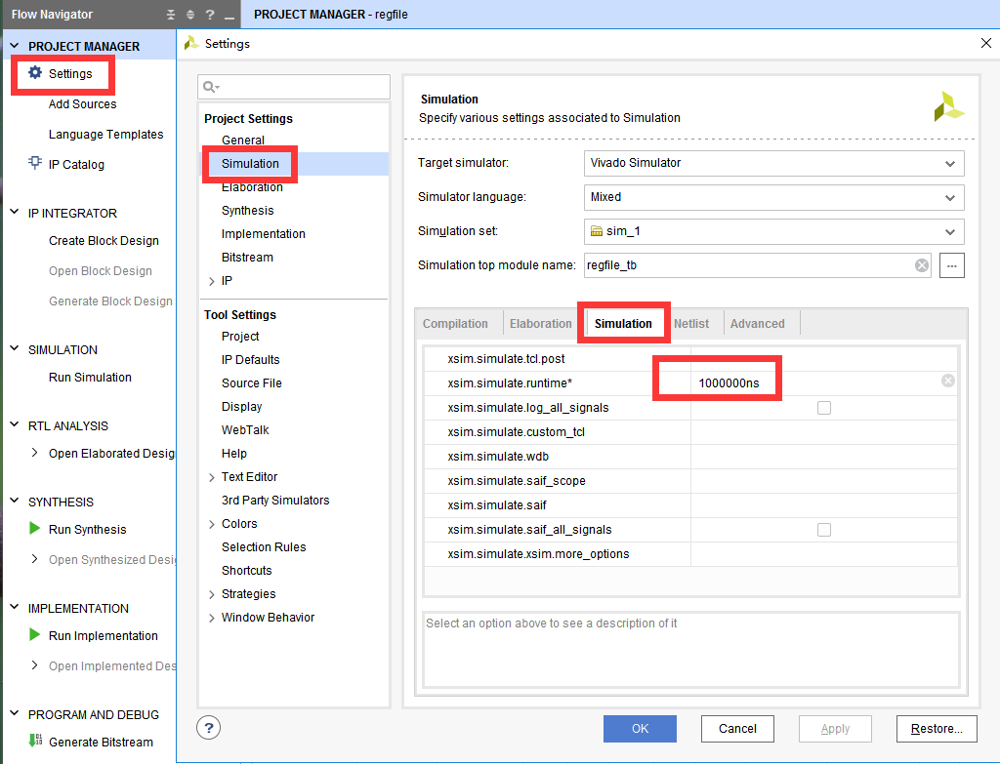 Flow Navigator
?
PROJECT MANAGER - regfile
PROJECT MANAGER
Settings
Add Sources
Language Templates
IP Catalog
IP INTEGRATOR
Create Block Design
Open Block Design
Generate Block Design
SIMULATION
Run Simulation
RTL ANALYSIS
Open Elaborated Desig
SYNTHESIS
Run Synthesis
Open Synthesized Desi
IMPLEMENTATION
Run Implementation
Open Implemented Des
PROGRAM AND DEBUG
Generate Bitstream
Settings
Project Settings
General
Simulation
Elaboration
Synthesis
Implementation
Bitstream
IP
Tool Settings
Project
IP Defaults
Source File
Display
WebTalk
Help
Text Editor
3rd Party Simulators
Colors
Selection Rules
Shortcuts
Strategies
Window Behavior
Simulation
Specify various settings associated to Simulation
Target simulator: Vivado Simulator
Simulator language: Mixed
Simulation set: sim_1
Simulation top module name: regfile_tb ...
Compilation Elaboration Simulation Netlist Advanced
xsim.simulate.tcl.post
xsim.simulate.runtime* 1000000ns
xsim.simulate.log_all_signals
xsim.simulate.custom_tcl
xsim.simulate.wdb
xsim.simulate.saif_scope
xsim.simulate.saif
xsim.simulate.saif_all_signals
xsim.simulate.xsim.more_options
Select an option above to see a description of it
? OK Cancel Apply Restore...